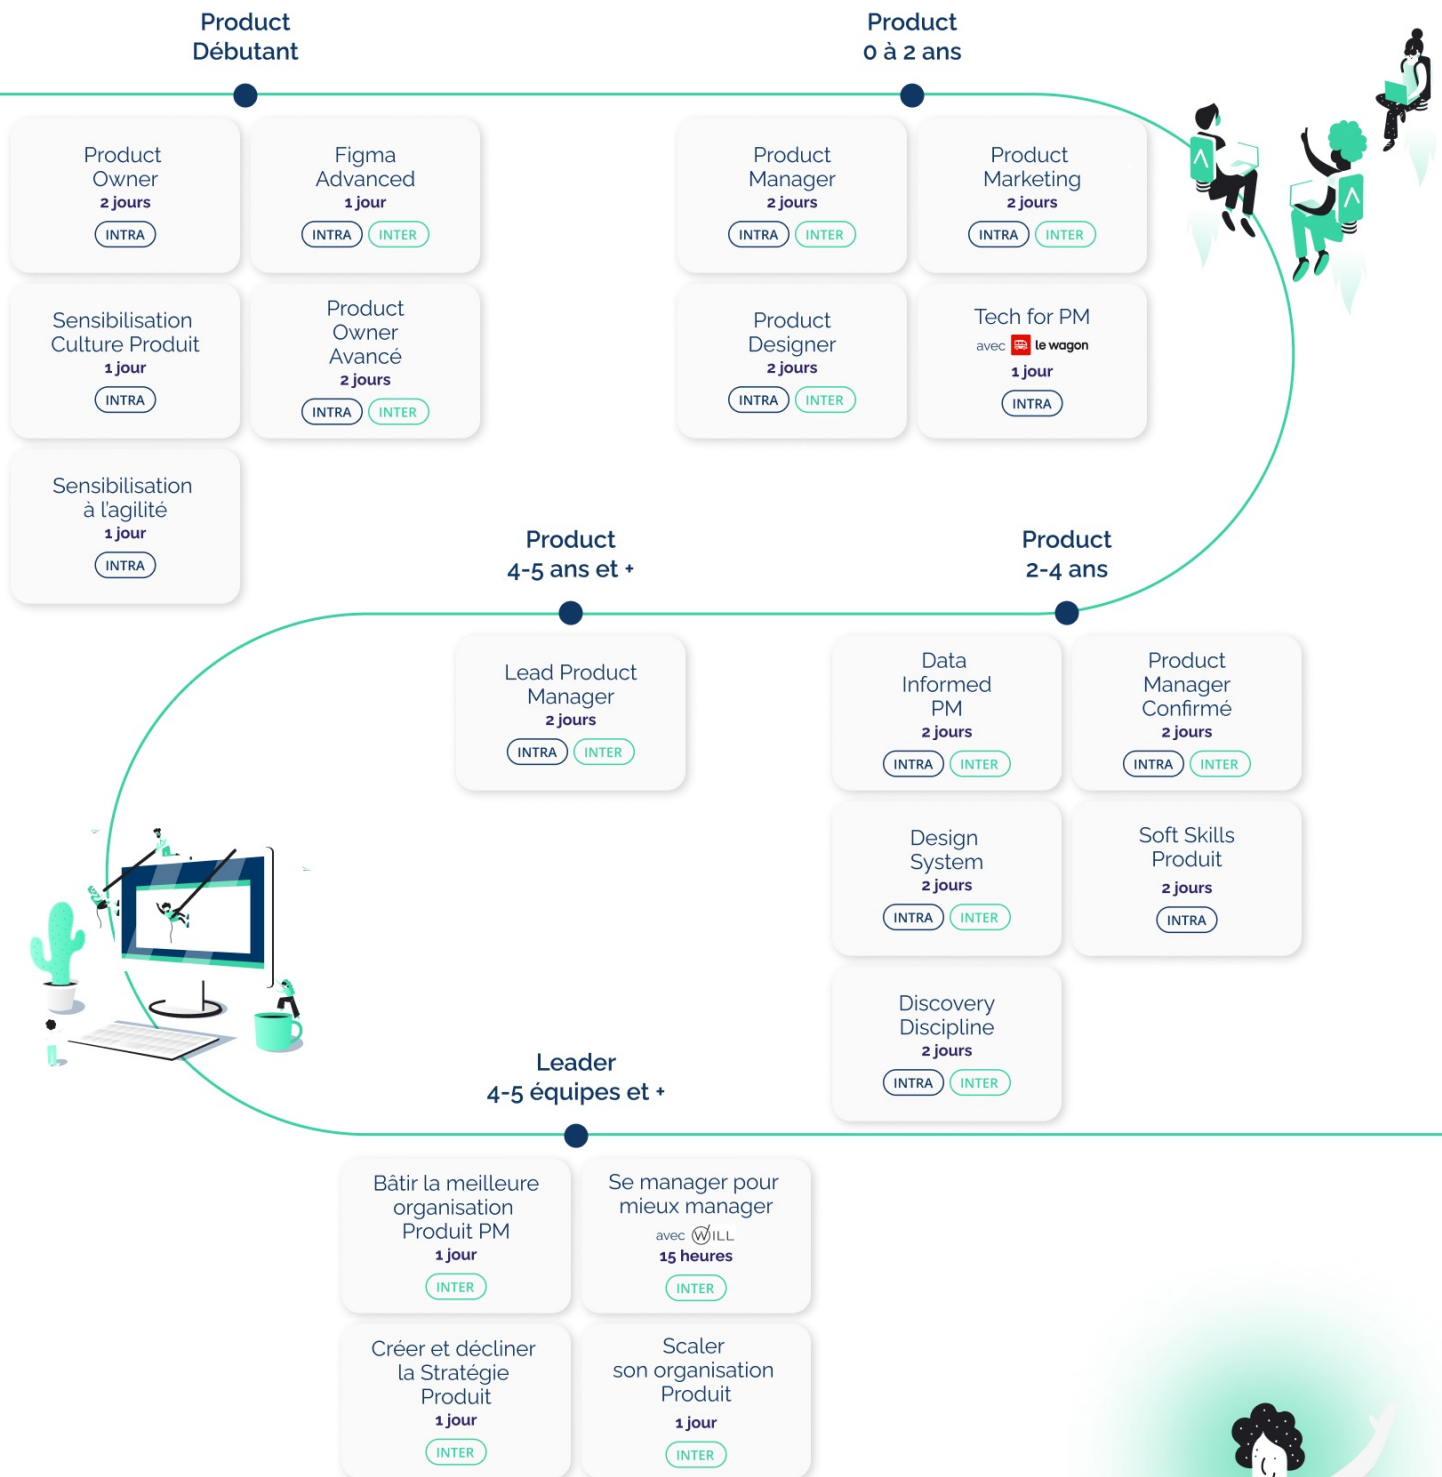 Product
Débutant
Product
Owner
2 jours
INTRA
Figma
Advanced
1 jour
INTRA INTER
Sensibilisation
Culture Produit
1 jour
INTRA
Product
Owner
Avancé
2 jours
INTRA INTER
Sensibilisation
à l'agilité
1 jour
INTRA
Product
0 à 2 ans
Product
Manager
2 jours
INTRA INTER
Product
Marketing
2 jours
INTRA INTER
Product
Designer
2 jours
INTRA INTER
Tech for PM
avec le wagon
1 jour
INTRA
Product
2-4 ans
Data
Informed
PM
2 jours
INTRA INTER
Product
Manager
Confirmé
2 jours
INTRA INTER
Design
System
2 jours
INTRA INTER
Soft Skills
Produit
2 jours
INTRA
Discovery
Discipline
2 jours
INTRA INTER
Product
4-5 ans et +
Lead Product
Manager
2 jours
INTRA INTER
Leader
4-5 équipes et +
Bâtir la meilleure
organisation
Produit PM
1 jour
INTER
Se manager pour
mieux manager
avec WILL
15 heures
INTER
Créer et décliner
la Stratégie
Produit
1 jour
INTER
Scaler
son organisation
Produit
1 jour
INTER